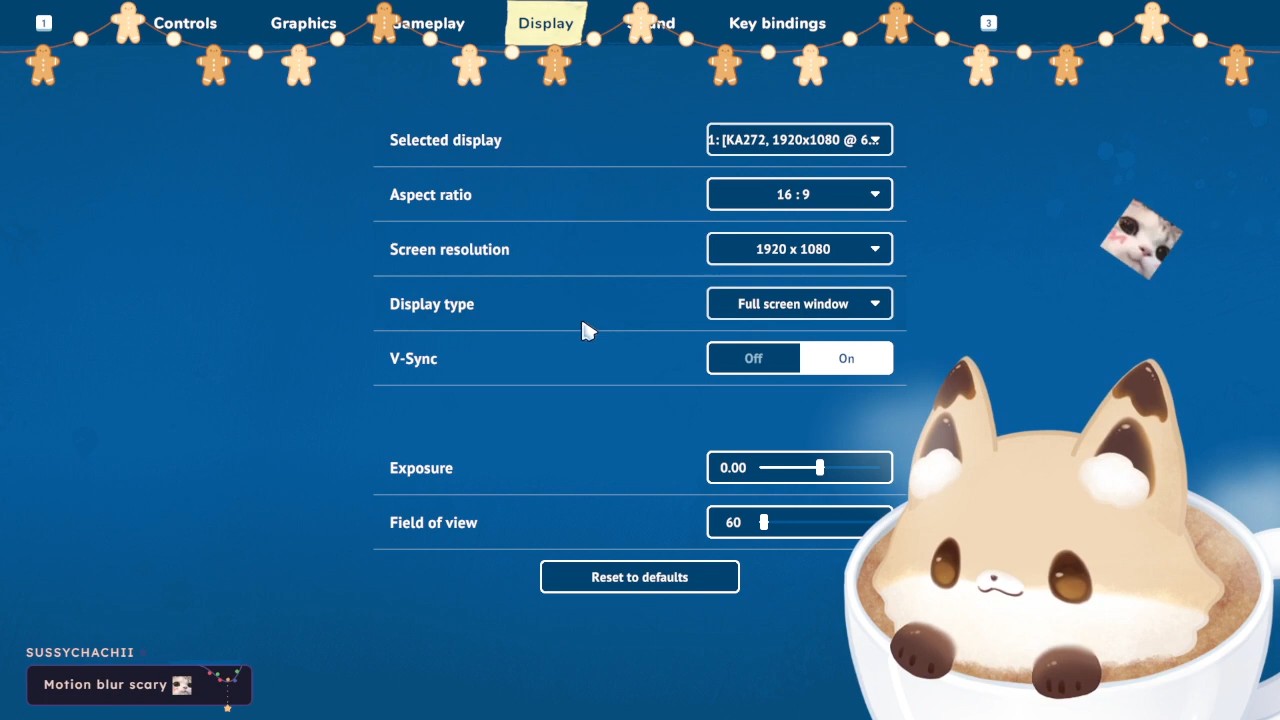 1
Controls
Graphics
Gameplay
Display
Sound
Key bindings
3
Selected display
1: [KA272, 1920x1080 @ 6...
Aspect ratio
16 : 9
Screen resolution
1920 x 1080
Display type
Full screen window
V-Sync
Off
On
Exposure
0.00
Field of view
60
Reset to defaults
SUSSYCHACHII
Motion blur scary